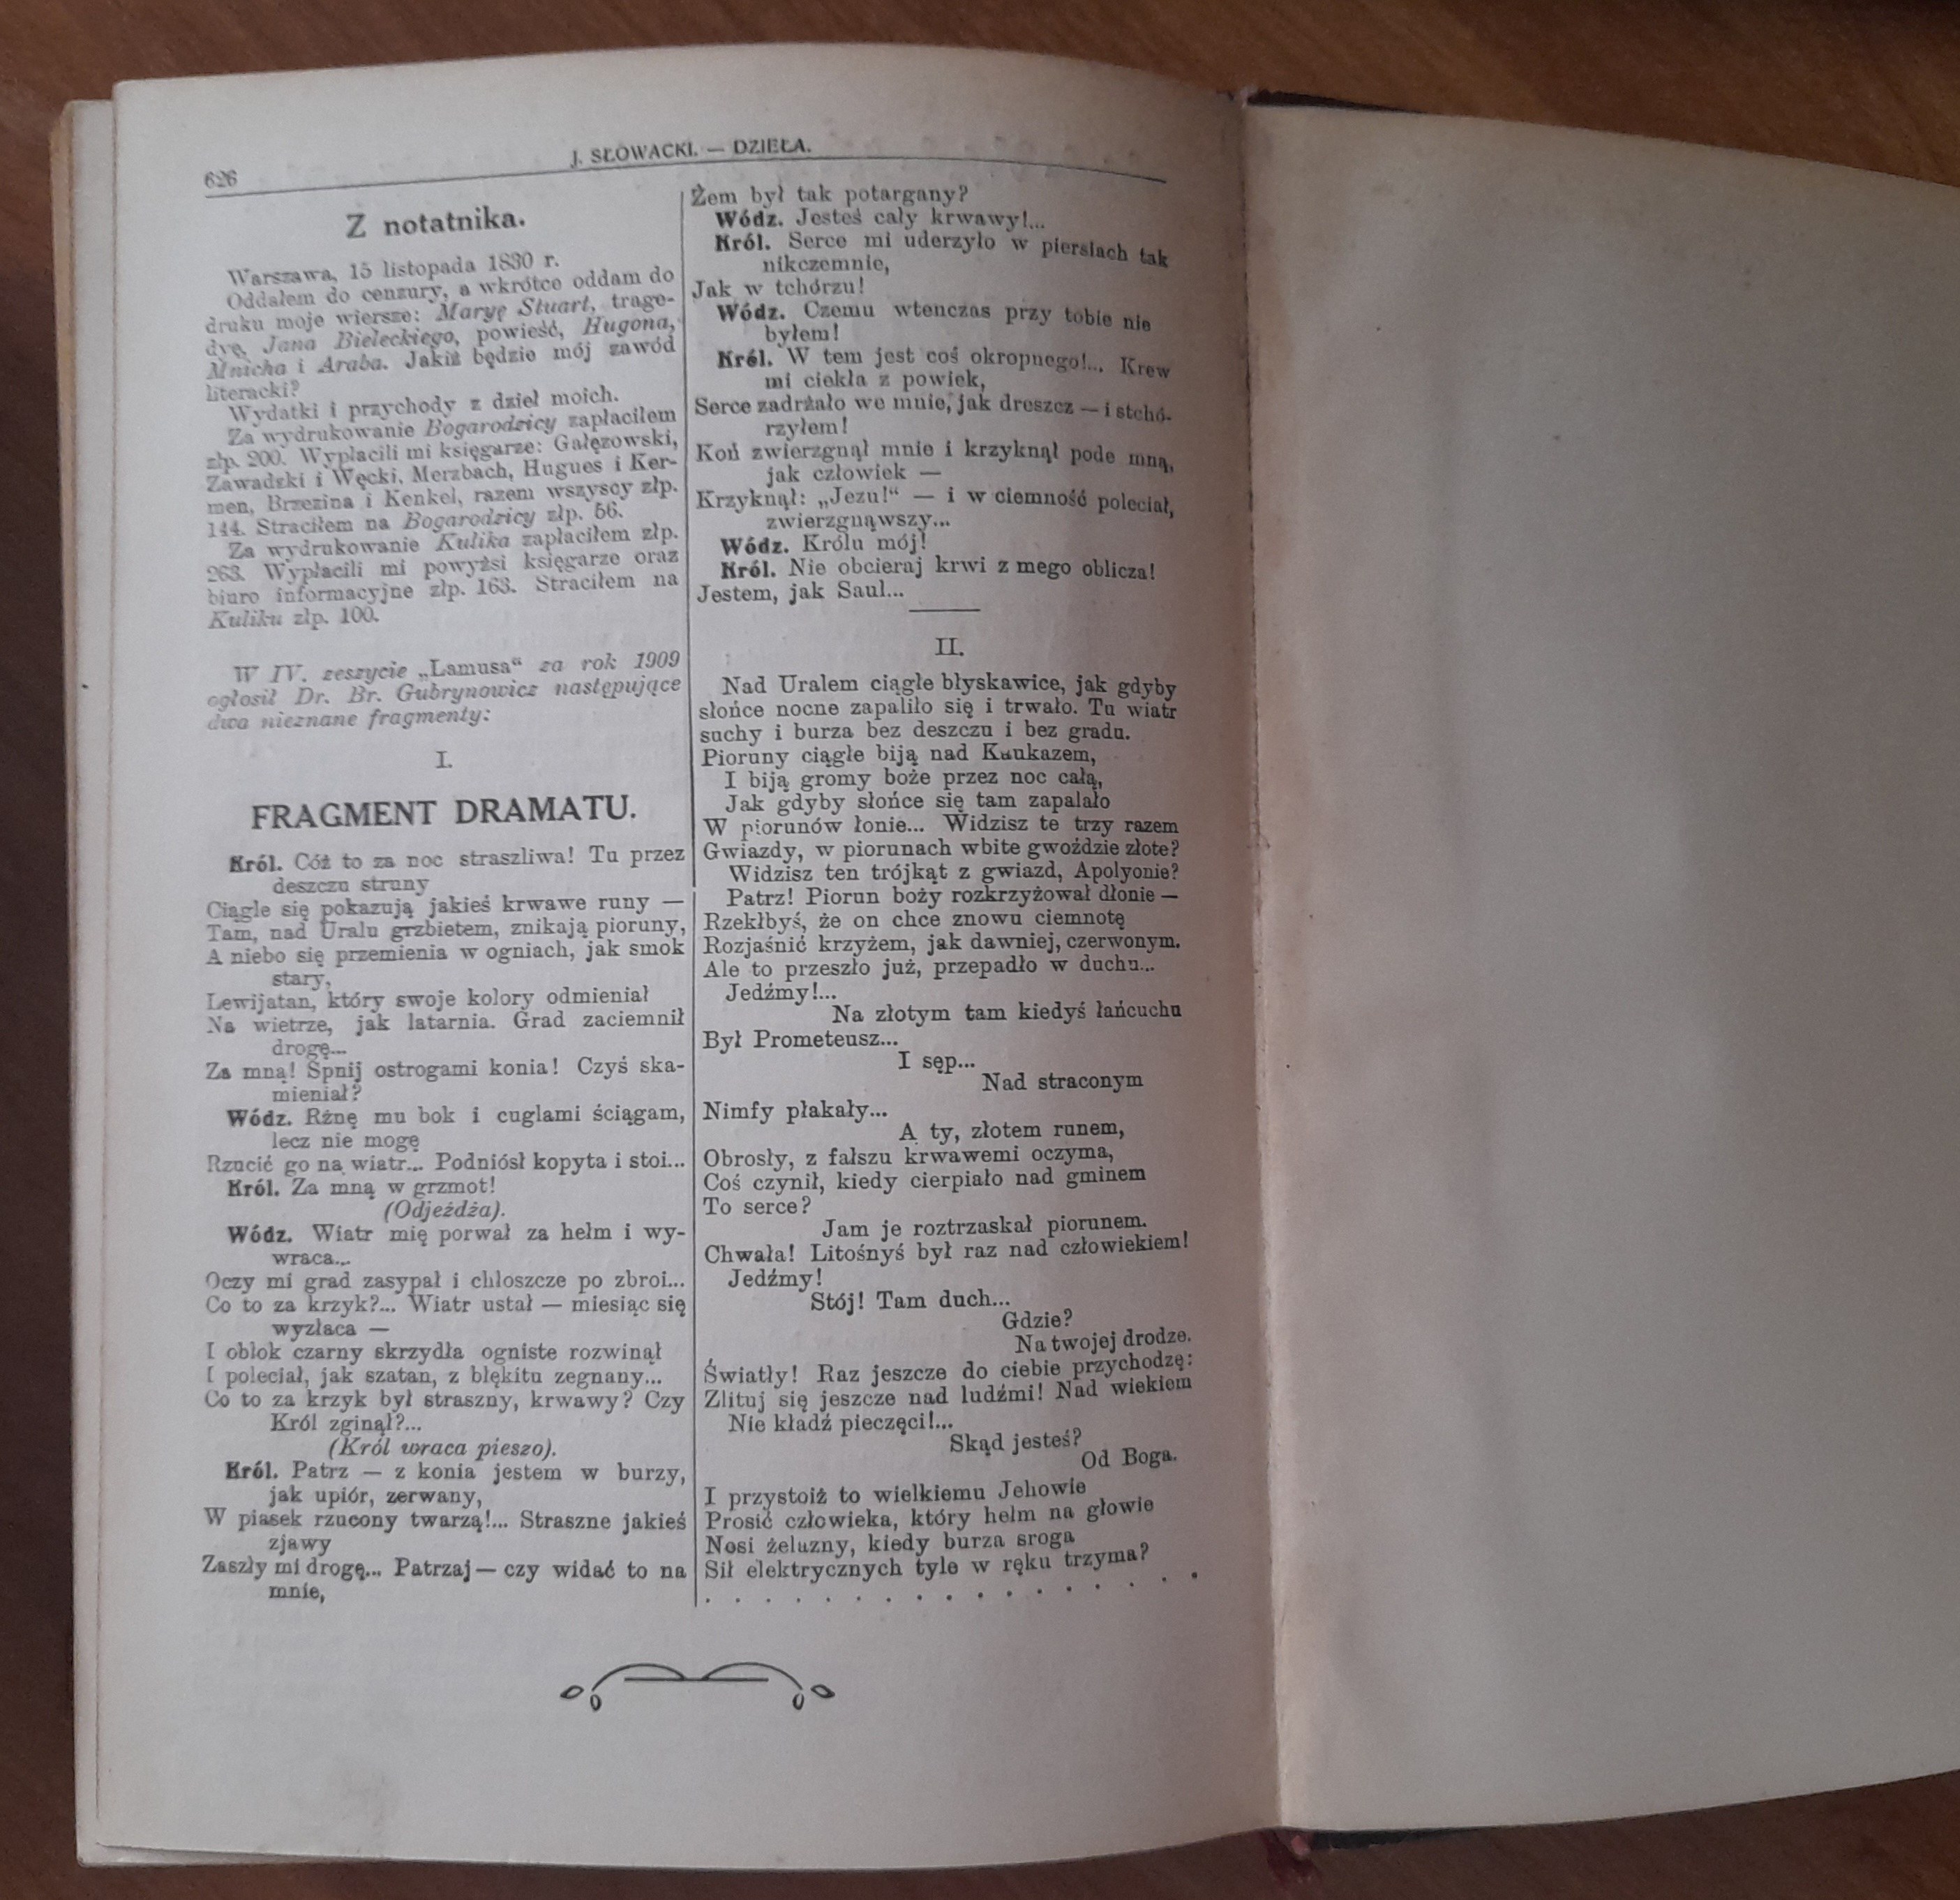 626
J. SŁOWACKI. — DZIEŁA.
Z notatnika.
Warszawa, 15 listopada 1830 r.
Oddałem do cenzury, a wkrótce oddam do
druku moje wiersze: Maryę Stuart, trage-
dyę, Jana Bieleckiego, powieść, Hugona,
Mnicha i Araba. Jakiż będzie mój zawód
literacki?
Wydatki i przychody z dzieł moich.
Za wydrukowanie Bogarodzicy zapłaciłem
złp. 200. Wypłacili mi księgarze: Gałęzowski,
Zawadzki i Węcki, Merzbach, Hugues i Ker-
men, Brzezina i Kenkel, razem wszyscy złp.
144. Straciłem na Bogarodzicy złp. 56.
Za wydrukowanie Kulika zapłaciłem złp.
263. Wypłacili mi powyżsi księgarze oraz
biuro informacyjne złp. 163. Straciłem na
Kuliku złp. 100.
W IV. zeszycie „Lamusa“ za rok 1909
ogłosił Dr. Br. Gubrynowicz następujące
dwa nieznane fragmenty:
I.
FRAGMENT DRAMATU.
Król. Cóż to za noc straszliwa! Tu przez
deszczu struny
Ciągle się pokazują jakieś krwawe runy —
Tam, nad Uralu grzbietem, znikają pioruny,
A niebo się przemienia w ogniach, jak smok
stary,
Lewijatan, który swoje kolory odmieniał
Na wietrze, jak latarnia. Grad zaciemnił
drogę...
Za mną! Spnij ostrogami konia! Czyś ska-
mieniał?
Wódz. Rżnę mu bok i cuglami ściągam,
lecz nie mogę
Rzucić go na wiatr... Podniósł kopyta i stoi...
Król. Za mną w grzmot!
(Odjeżdża).
Wódz. Wiatr mię porwał za hełm i wy-
wraca...
Oczy mi grad zasypał i chłoszcze po zbroi...
Co to za krzyk?... Wiatr ustał — miesiąc się
wyzłaca —
I obłok czarny skrzydła ogniste rozwinął
I poleciał, jak szatan, z błękitu zegnany...
Co to za krzyk był straszny, krwawy? Czy
Król zginął?...
(Król wraca pieszo).
Król. Patrz — z konia jestem w burzy,
jak upiór, zerwany,
W piasek rzucony twarzą!... Straszne jakieś
zjawy
Zaszły mi drogę... Patrzaj — czy widać to na
mnie,
Żem był tak potargany?
Wódz. Jesteś cały krwawy!...
Król. Serce mi uderzyło w piersiach tak
nikczemnie,
Jak w tchórzu!
Wódz. Czemu wtenczas przy tobie nie
byłem!
Król. W tem jest coś okropnego!... Krew
mi ciekła z powiek,
Serce zadrżało we mnie, jak dreszcz — i stchó-
rzyłem!
Koń zwierzgnął mnie i krzyknął pode mną,
jak człowiek —
Krzyknął: „Jezu!“ — i w ciemność poleciał,
zwierzgnąwszy...
Wódz. Królu mój!
Król. Nie obcieraj krwi z mego oblicza!
Jestem, jak Saul...
II.
Nad Uralem ciągłe błyskawice, jak gdyby
słońce nocne zapaliło się i trwało. Tu wiatr
suchy i burza bez deszczu i bez gradu.
Pioruny ciągle biją nad Kaukazem,
I biją gromy boże przez noc całą,
Jak gdyby słońce się tam zapalało
W piorunów łonie... Widzisz te trzy razem
Gwiazdy, w piorunach wbite gwoździe złote?
Widzisz ten trójkąt z gwiazd, Apolyonie?
Patrz! Piorun boży rozkrzyżował dłonie —
Rzekłbyś, że on chce znowu ciemnotę
Rozjaśnić krzyżem, jak dawniej, czerwonym.
Ale to przeszło już, przepadło w duchu...
Jedźmy!...
Na złotym tam kiedyś łańcuchu
Był Prometeusz...
I sęp...
Nad straconym
Nimfy płakały...
A ty, złotem runem,
Obrosły, z fałszu krwawemi oczyma,
Coś czynił, kiedy cierpiało nad gminem
To serce?
Jam je roztrzaskał piorunem.
Chwała! Litośnyś był raz nad człowiekiem!
Jedźmy!
Stój! Tam duch...
Gdzie?
Na twojej drodze.
Światły! Raz jeszcze do ciebie przychodzę:
Zlituj się jeszcze nad ludźmi! Nad wiekiem
Nie kładź pieczęci!...
Skąd jesteś?
Od Boga.
I przystoiż to wielkiemu Jehowie
Prosić człowieka, który hełm na głowie
Nosi żelazny, kiedy burza sroga
Sił elektrycznych tyle w ręku trzyma?
. . . . . . . . . . . . . . . . .